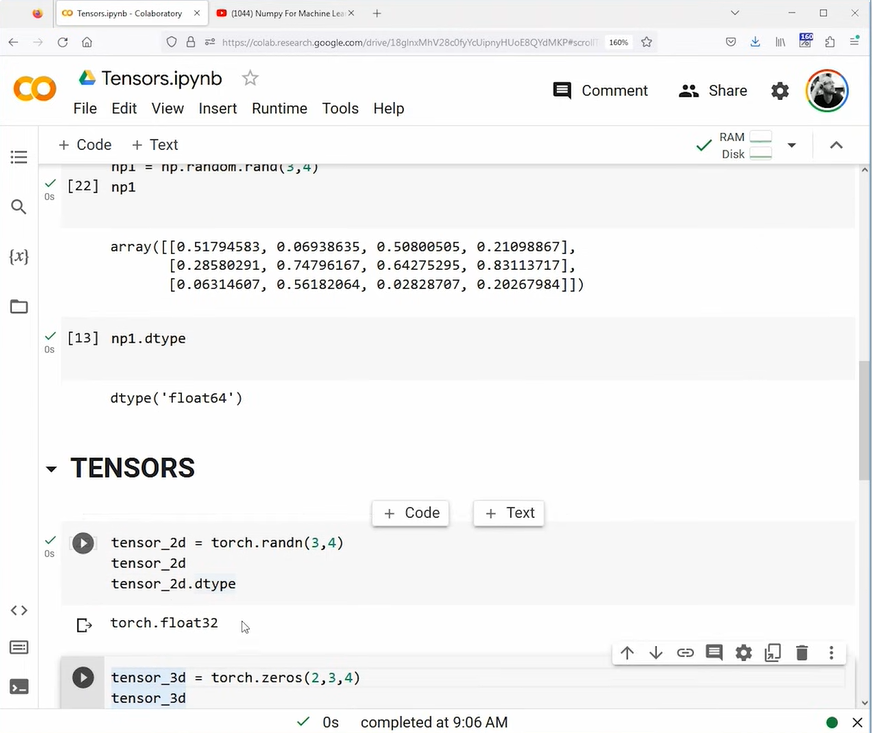 Tensors.ipynb - Colaboratory
(1044) Numpy For Machine Lea
https://colab.research.google.com/drive/18glnxMhV28c0fyYcUipnyHUoE8QYdMKP#scrollT
160%
160
CO
Tensors.ipynb
File Edit View Insert Runtime Tools Help
Comment
Share
+ Code + Text
RAM
Disk
np1 = np.random.rand(3,4)
[22] np1
0s
array([[0.51794583, 0.06938635, 0.50800505, 0.21098867],
[0.28580291, 0.74796167, 0.64275295, 0.83113717],
[0.06314607, 0.56182064, 0.02828707, 0.20267984]])
{x}
[13] np1.dtype
0s
dtype('float64')
TENSORS
+ Code + Text
tensor_2d = torch.randn(3,4)
0s
tensor_2d
tensor_2d.dtype
torch.float32
tensor_3d = torch.zeros(2,3,4)
tensor_3d
0s completed at 9:06 AM